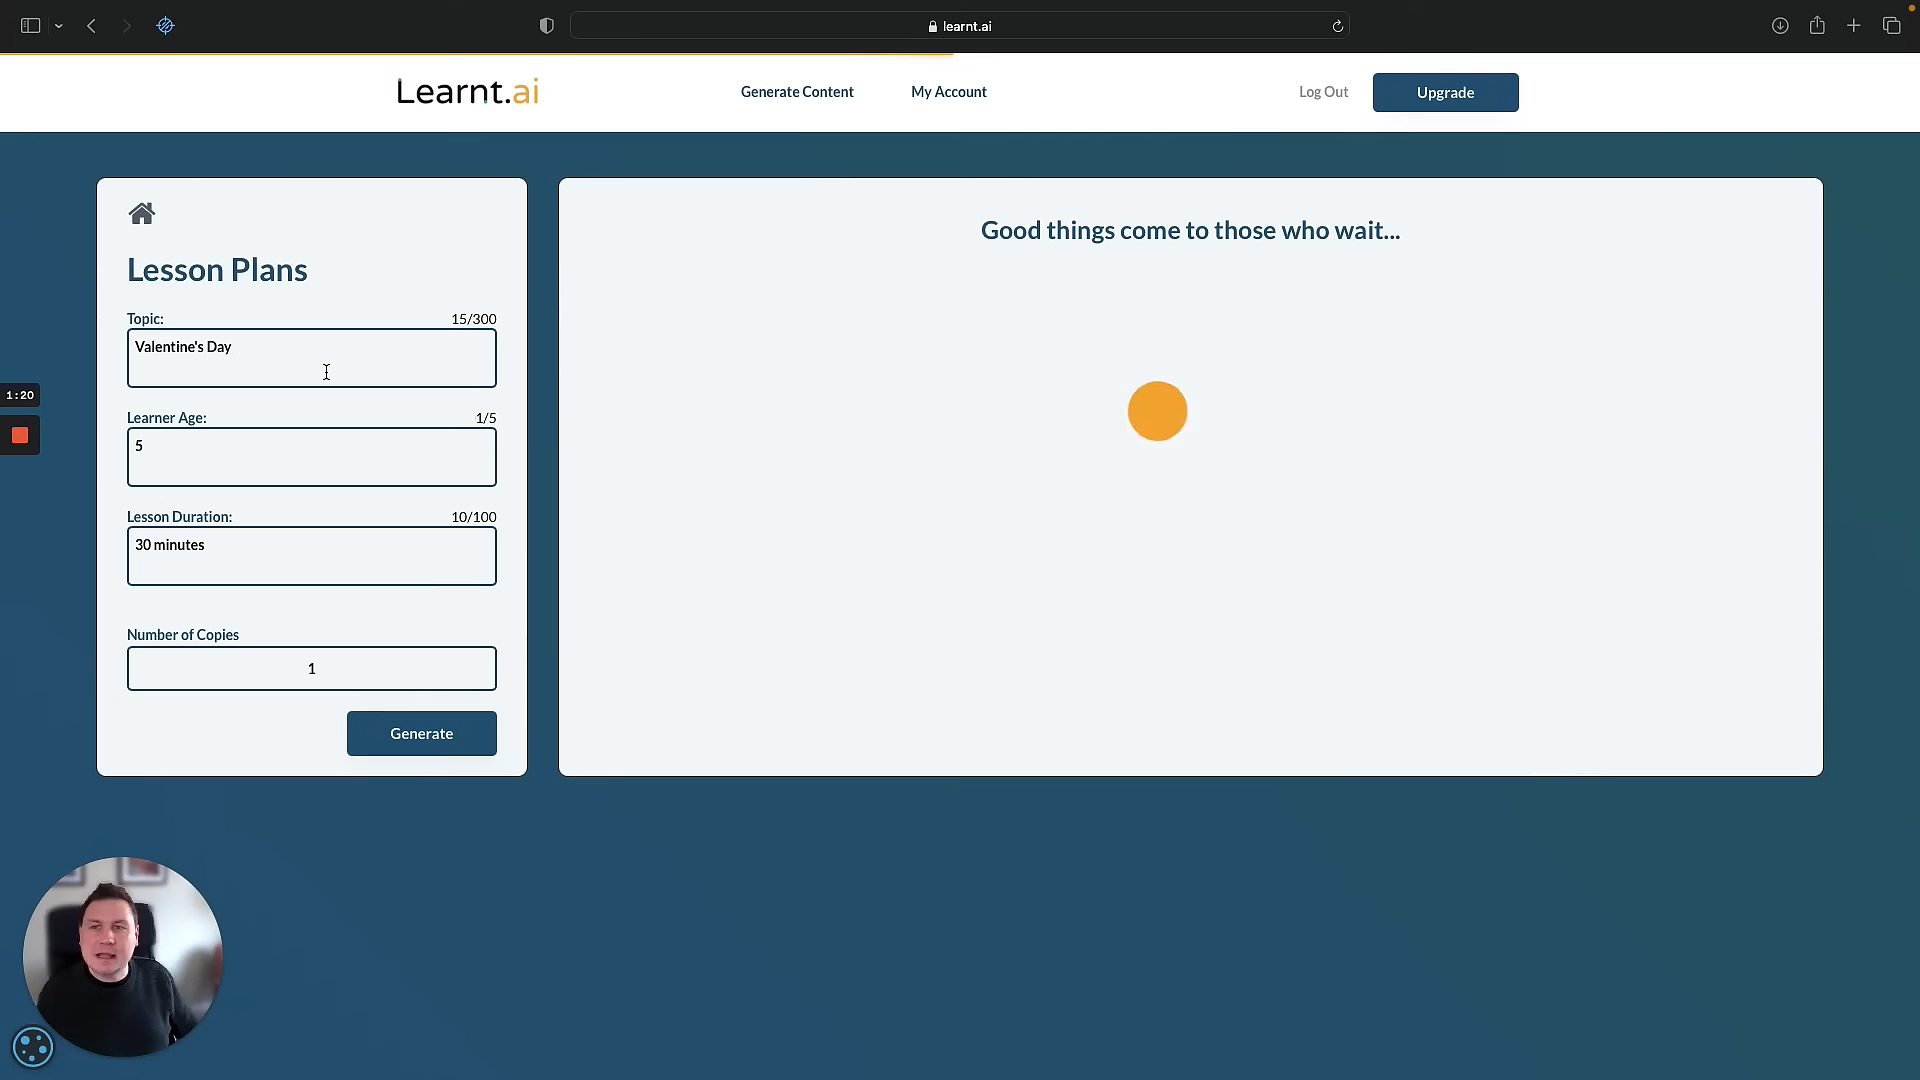 learnt.ai
Learnt.ai
Generate Content
My Account
Log Out
Upgrade
Lesson Plans
Topic:
15/300
Valentine's Day
Learner Age:
1/5
5
Lesson Duration:
10/100
30 minutes
Number of Copies
1
Generate
Good things come to those who wait...
1:20